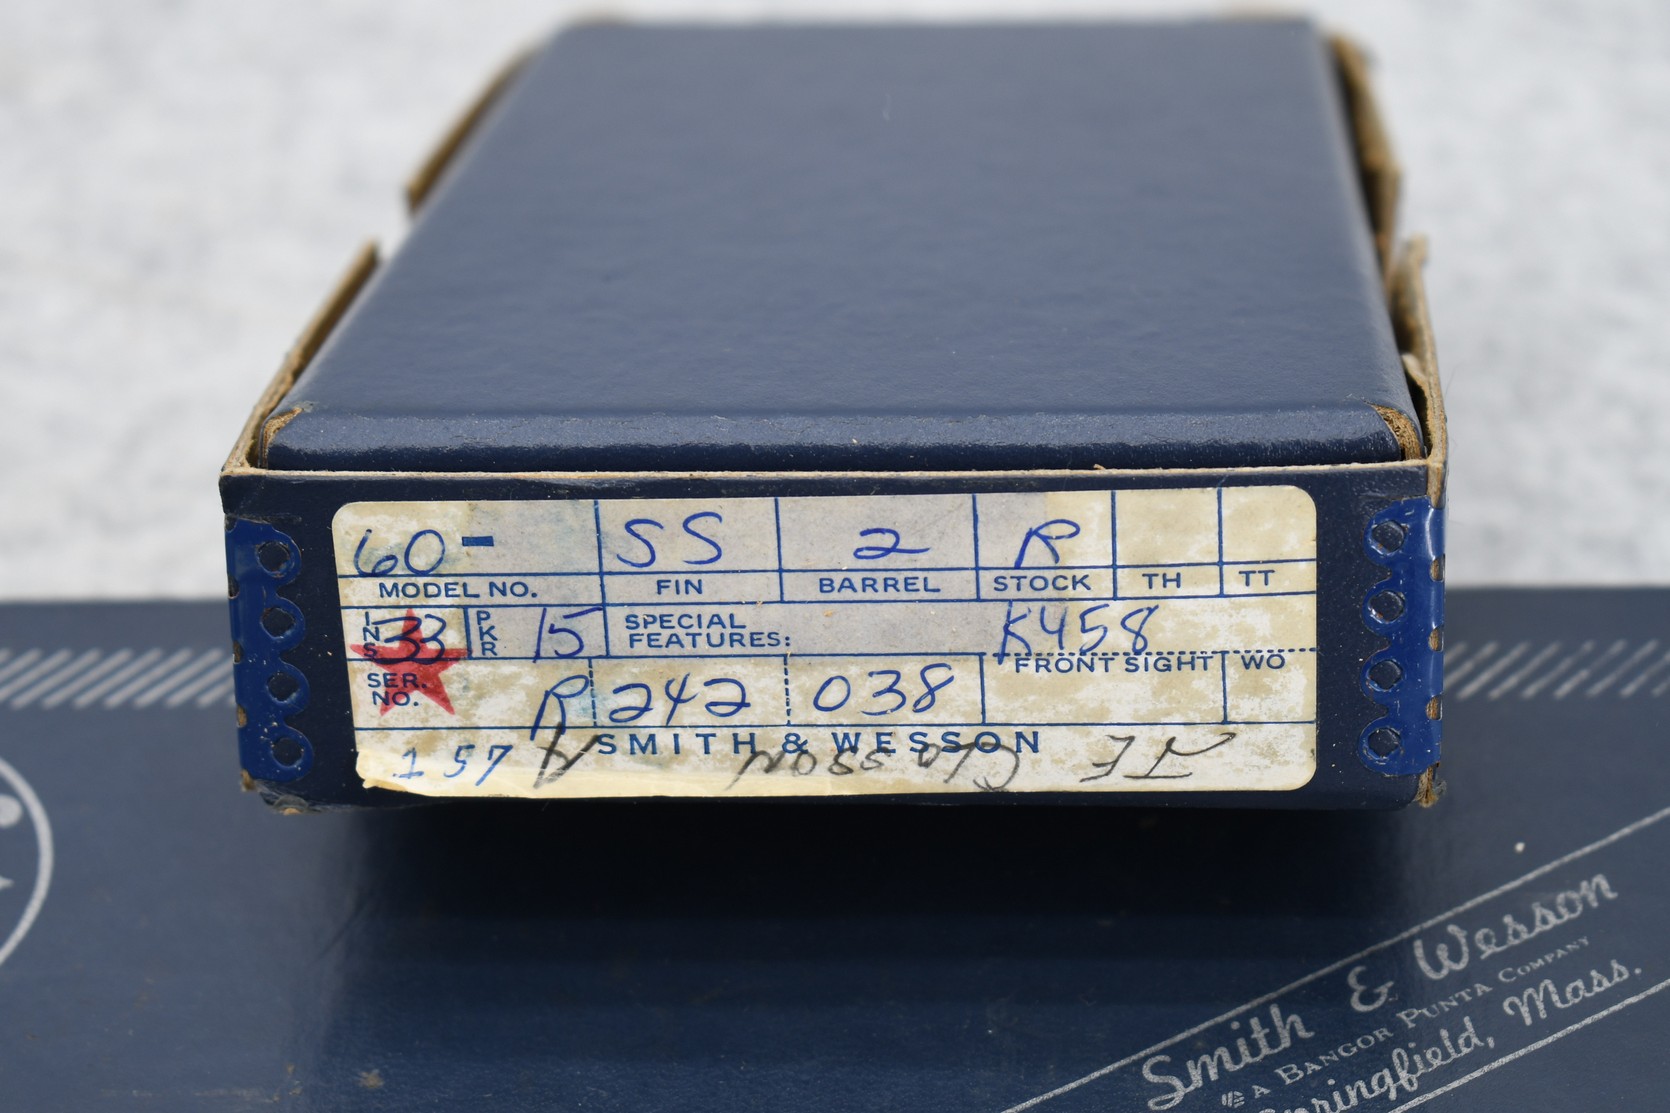 60- SS 2 R
MODEL NO. FIN BARREL STOCK TH TT
INS 33 PKR 15 SPECIAL FEATURES: K458
FRONT SIGHT WO
SER. NO. R 242 038
SMITH & WESSON
157
Smith & Wesson
A BANGOR PUNTA COMPANY
Springfield, Mass.